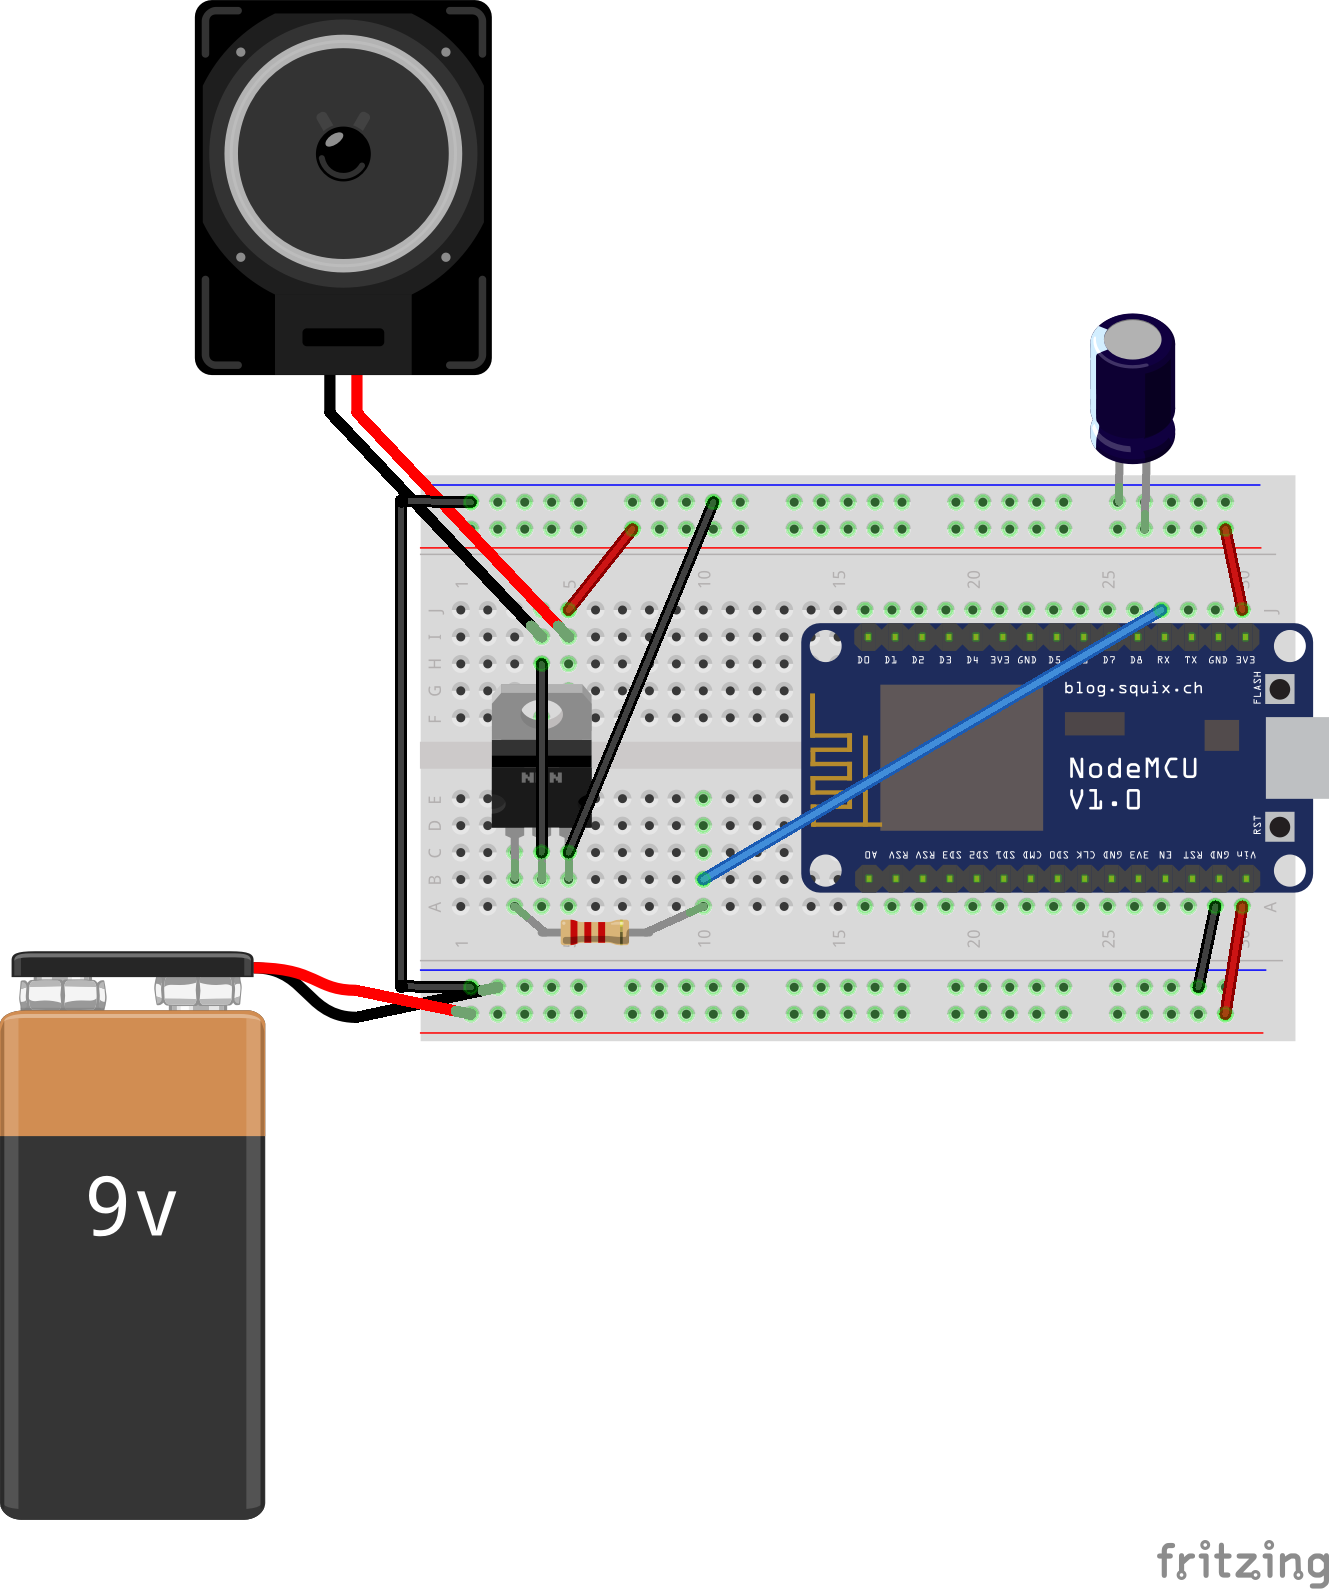 1 5 10 15 20 25 30
J J
I
H
G
F
D0 D1 D2 D3 D4 3V3 GND D5 D7 D8 RX TX GND 3V3
FLASH
blog.squix.ch
NodeMCU
V1.0
NPN
RST
E
D
C
B
A A
A0 RSV RSV SD3 SD2 SD1 CMD SD0 CLK GND 3V3 EN RST GND Vin
1 10 15 20 25 30
9v
fritzing